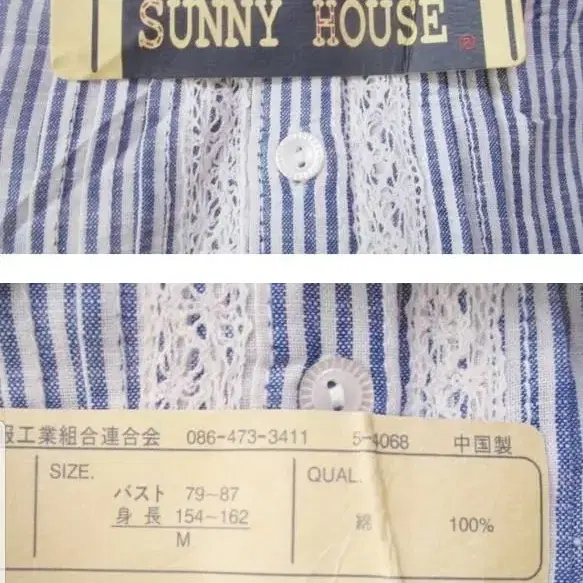 SUNNY HOUSE
服工業組合連合会 086-473-3411 5-4068 中国製
SIZE.
バスト 79~87
身長 154~162
M
QUAL.
綿 100%